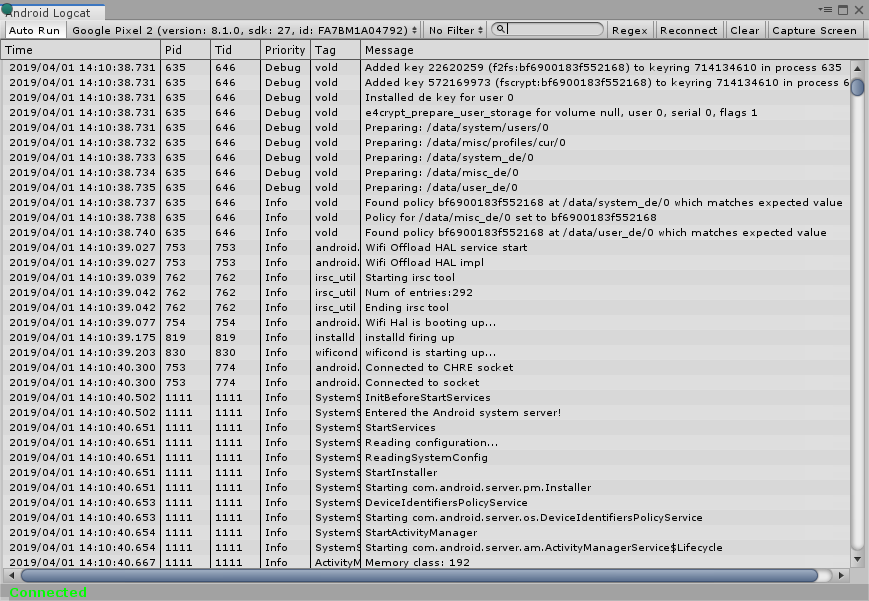 Android Logcat
Auto Run Google Pixel 2 (version: 8.1.0, sdk: 27, id: FA7BM1A04792) No Filter Regex Reconnect Clear Capture Screen
Time Pid Tid Priority Tag Message
2019/04/01 14:10:38.731 635 646 Debug vold Added key 22620259 (f2fs:bf6900183f552168) to keyring 714134610 in process 635
2019/04/01 14:10:38.731 635 646 Debug vold Added key 572169973 (fscrypt:bf6900183f552168) to keyring 714134610 in process 6
2019/04/01 14:10:38.731 635 646 Debug vold Installed de key for user 0
2019/04/01 14:10:38.731 635 646 Debug vold e4crypt_prepare_user_storage for volume null, user 0, serial 0, flags 1
2019/04/01 14:10:38.731 635 646 Debug vold Preparing: /data/system/users/0
2019/04/01 14:10:38.732 635 646 Debug vold Preparing: /data/misc/profiles/cur/0
2019/04/01 14:10:38.733 635 646 Debug vold Preparing: /data/system_de/0
2019/04/01 14:10:38.734 635 646 Debug vold Preparing: /data/misc_de/0
2019/04/01 14:10:38.735 635 646 Debug vold Preparing: /data/user_de/0
2019/04/01 14:10:38.737 635 646 Info vold Found policy bf6900183f552168 at /data/system_de/0 which matches expected value
2019/04/01 14:10:38.738 635 646 Info vold Policy for /data/misc_de/0 set to bf6900183f552168
2019/04/01 14:10:38.740 635 646 Info vold Found policy bf6900183f552168 at /data/user_de/0 which matches expected value
2019/04/01 14:10:39.027 753 753 Info android. Wifi Offload HAL service start
2019/04/01 14:10:39.027 753 753 Info android. Wifi Offload HAL impl
2019/04/01 14:10:39.039 762 762 Info irsc_util Starting irsc tool
2019/04/01 14:10:39.042 762 762 Info irsc_util Num of entries:292
2019/04/01 14:10:39.042 762 762 Info irsc_util Ending irsc tool
2019/04/01 14:10:39.077 754 754 Info android. Wifi Hal is booting up...
2019/04/01 14:10:39.175 819 819 Info installd installd firing up
2019/04/01 14:10:39.203 830 830 Info wificond wificond is starting up...
2019/04/01 14:10:40.300 753 774 Info android. Connected to CHRE socket
2019/04/01 14:10:40.300 753 774 Info android. Connected to socket
2019/04/01 14:10:40.502 1111 1111 Info SystemS InitBeforeStartServices
2019/04/01 14:10:40.502 1111 1111 Info SystemS Entered the Android system server!
2019/04/01 14:10:40.651 1111 1111 Info SystemS StartServices
2019/04/01 14:10:40.651 1111 1111 Info SystemS Reading configuration...
2019/04/01 14:10:40.651 1111 1111 Info SystemS ReadingSystemConfig
2019/04/01 14:10:40.651 1111 1111 Info SystemS StartInstaller
2019/04/01 14:10:40.651 1111 1111 Info SystemS Starting com.android.server.pm.Installer
2019/04/01 14:10:40.653 1111 1111 Info SystemS DeviceIdentifiersPolicyService
2019/04/01 14:10:40.653 1111 1111 Info SystemS Starting com.android.server.os.DeviceIdentifiersPolicyService
2019/04/01 14:10:40.654 1111 1111 Info SystemS StartActivityManager
2019/04/01 14:10:40.654 1111 1111 Info SystemS Starting com.android.server.am.ActivityManagerService$Lifecycle
2019/04/01 14:10:40.667 1111 1111 Info ActivityM Memory class: 192
Connected